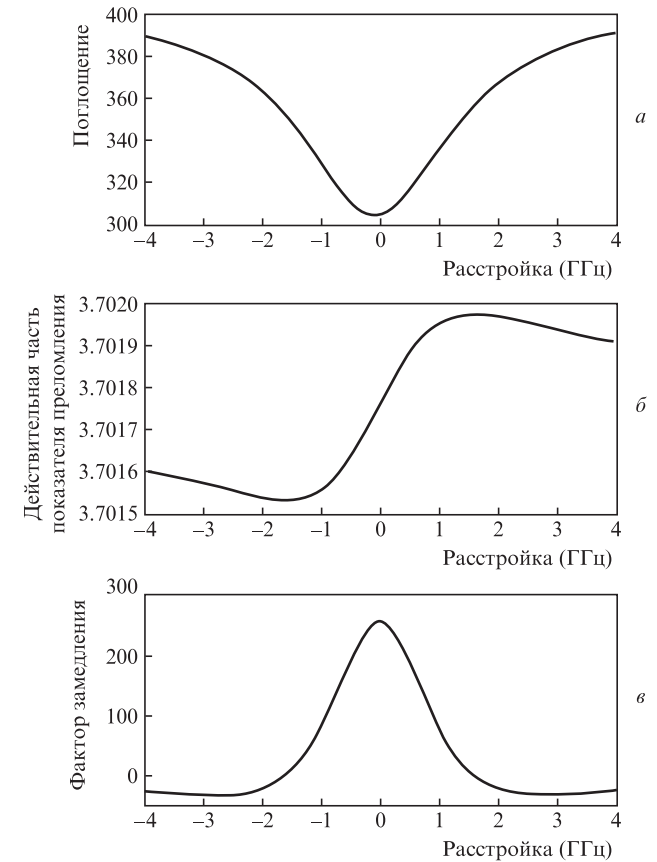 Поглощение
400
380
360
340
320
300
–4 –3 –2 –1 0 1 2 3 4
Расстройка (ГГц)
а
Действительная часть
показателя преломления
3.7020
3.7019
3.7018
3.7017
3.7016
3.7015
–4 –3 –2 –1 0 1 2 3 4
Расстройка (ГГц)
б
Фактор замедления
300
200
100
0
–4 –3 –2 –1 0 1 2 3 4
Расстройка (ГГц)
в